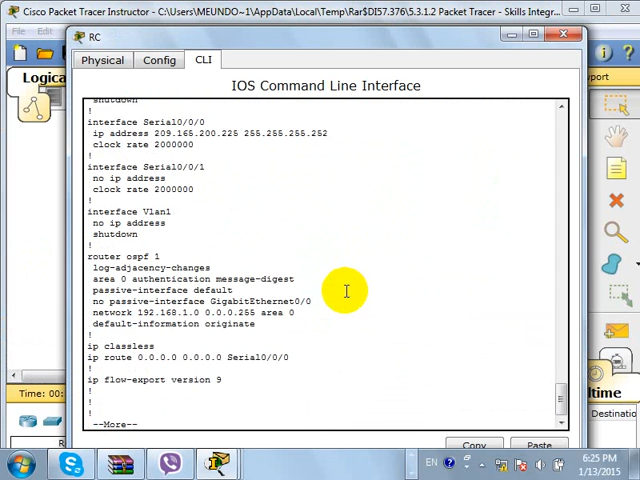 Cisco Packet Tracer Instructor - C:\Users\MEUNDO~1\AppData\Local\Temp\Rar$DI57.376\5.3.1.2 Packet Tracer - Skills Integr...
File
RC
Physical
Config
CLI
IOS Command Line Interface
shutdown
!
interface Serial0/0/0
ip address 209.165.200.225 255.255.255.252
clock rate 2000000
!
interface Serial0/0/1
no ip address
clock rate 2000000
!
interface Vlan1
no ip address
shutdown
!
router ospf 1
log-adjacency-changes
area 0 authentication message-digest
passive-interface default
no passive-interface GigabitEthernet0/0
network 192.168.1.0 0.0.0.255 area 0
default-information originate
!
ip classless
ip route 0.0.0.0 0.0.0.0 Serial0/0/0
!
ip flow-export version 9
!
!
!
--More--
Copy
Paste
Logica
port
Time: 00:
ltime
Destinatio
EN
6:25 PM
1/13/2015